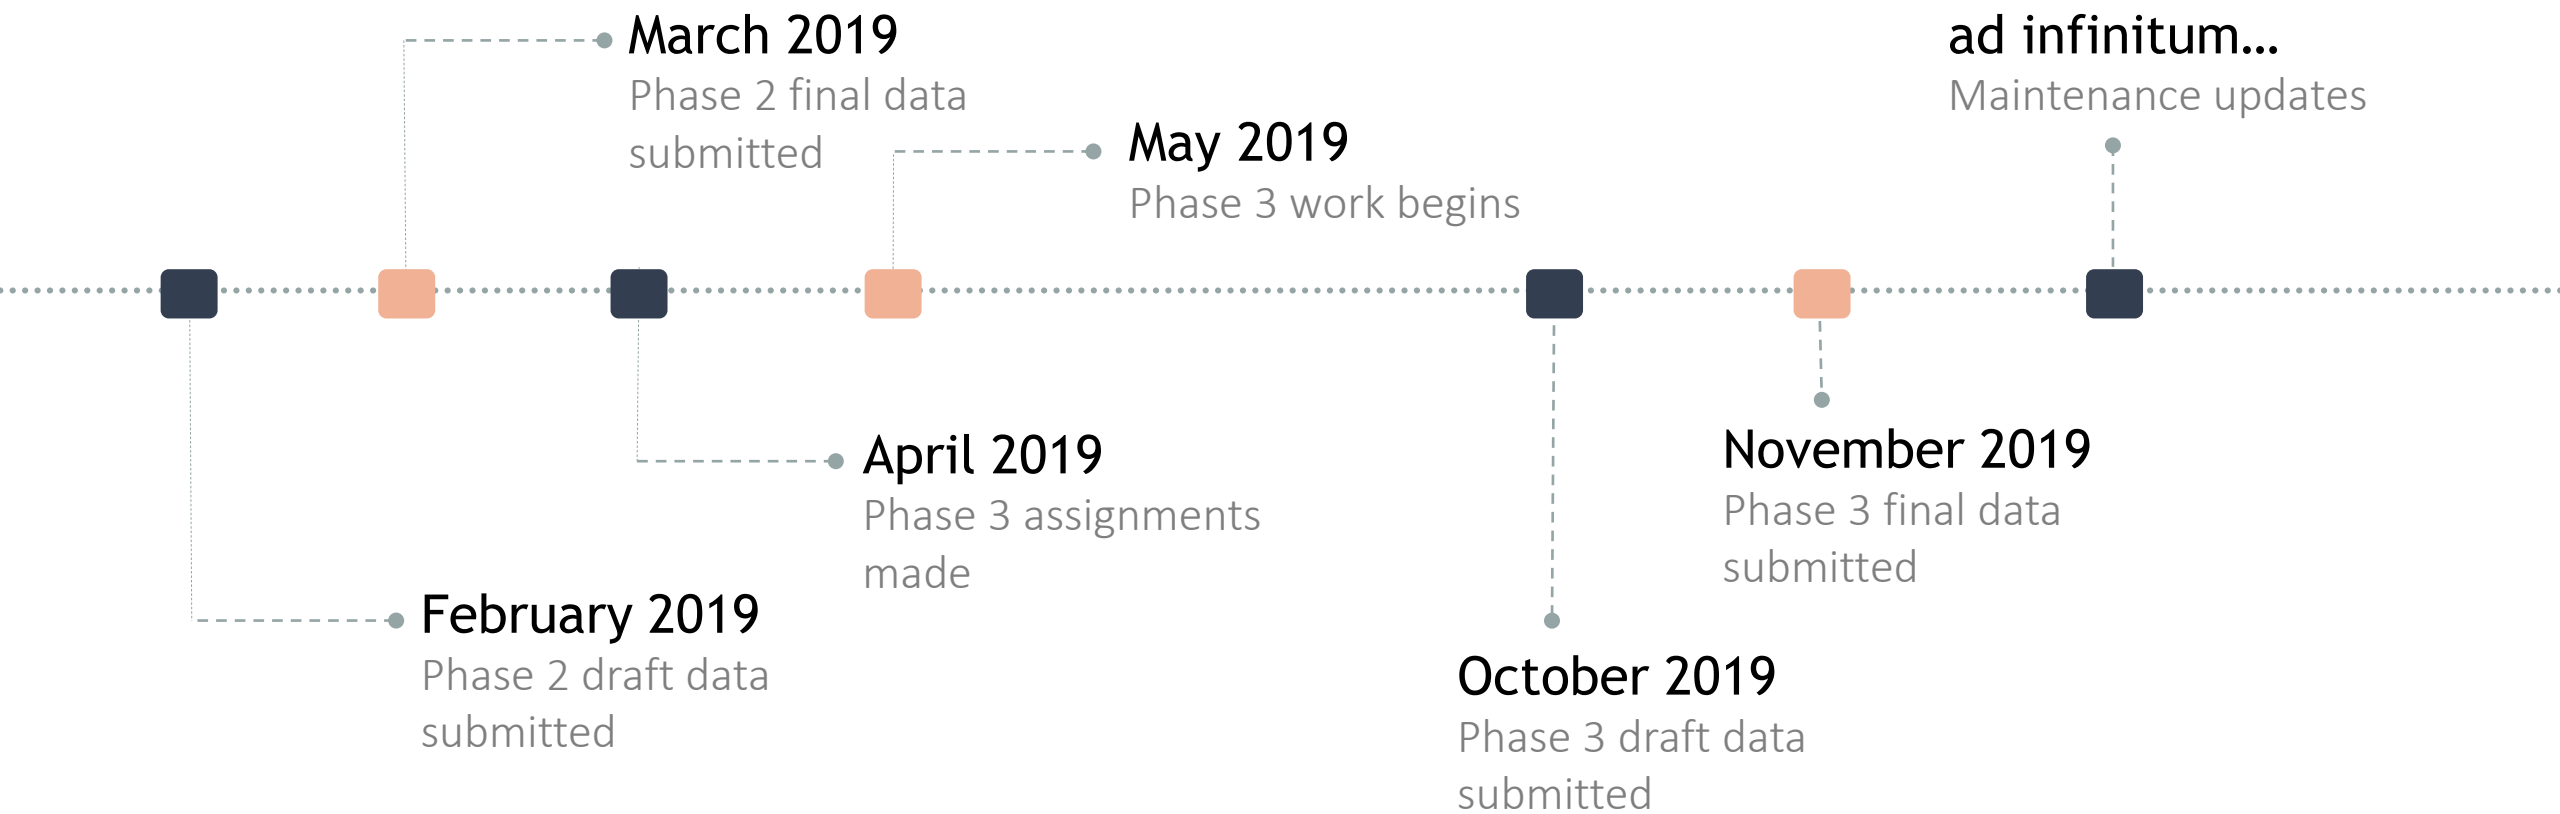 March 2019
Phase 2 final data
submitted
May 2019
Phase 3 work begins
ad infinitum...
Maintenance updates
February 2019
Phase 2 draft data
submitted
April 2019
Phase 3 assignments
made
October 2019
Phase 3 draft data
submitted
November 2019
Phase 3 final data
submitted